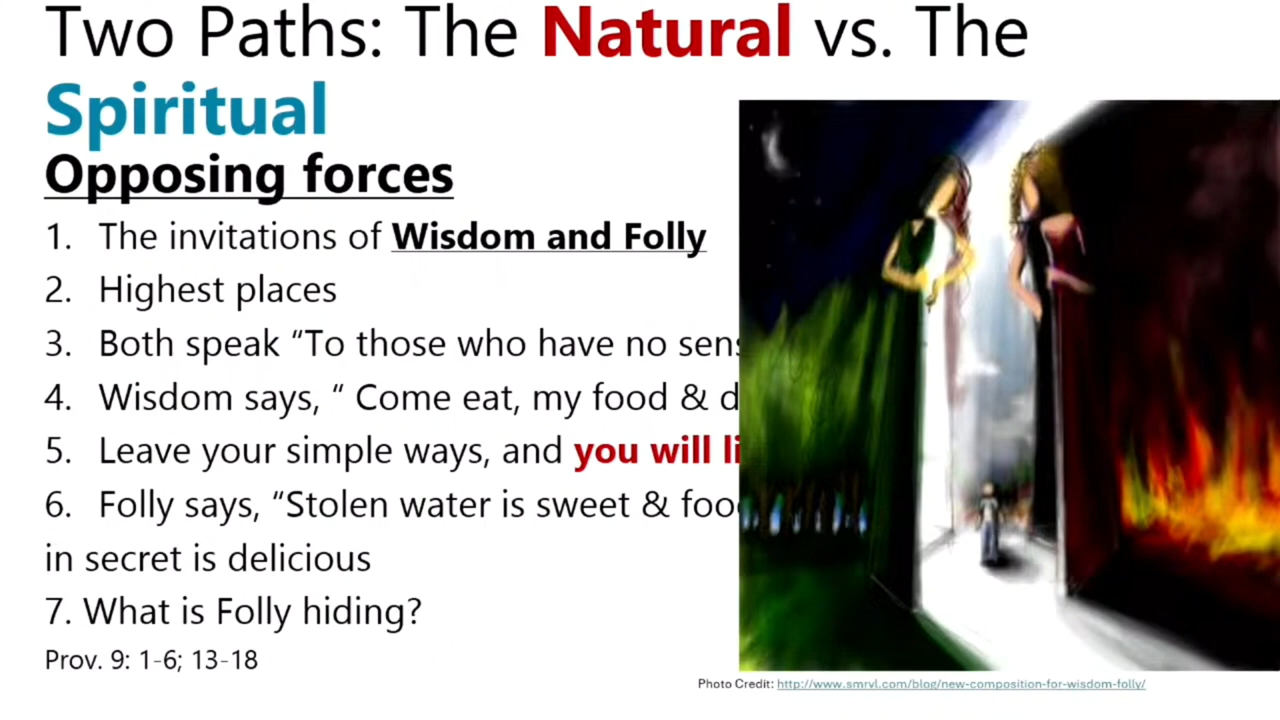 Two Paths: The Natural vs. The
Spiritual
Opposing forces
1. The invitations of Wisdom and Folly
2. Highest places
3. Both speak “To those who have no sens
4. Wisdom says, “ Come eat, my food & d
5. Leave your simple ways, and you will li
6. Folly says, “Stolen water is sweet & foo
in secret is delicious
7. What is Folly hiding?
Prov. 9: 1-6; 13-18
Photo Credit: http://www.smrvl.com/blog/new-composition-for-wisdom-folly/